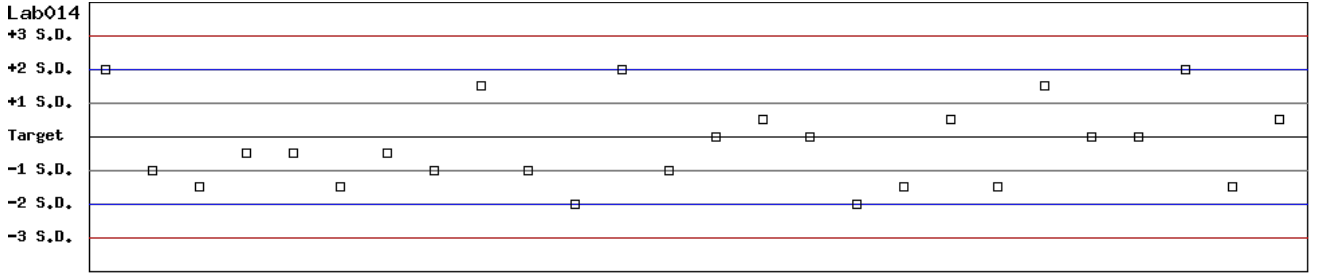 Lab014
+3 S.D.
+2 S.D.
+1 S.D.
Target
-1 S.D.
-2 S.D.
-3 S.D.